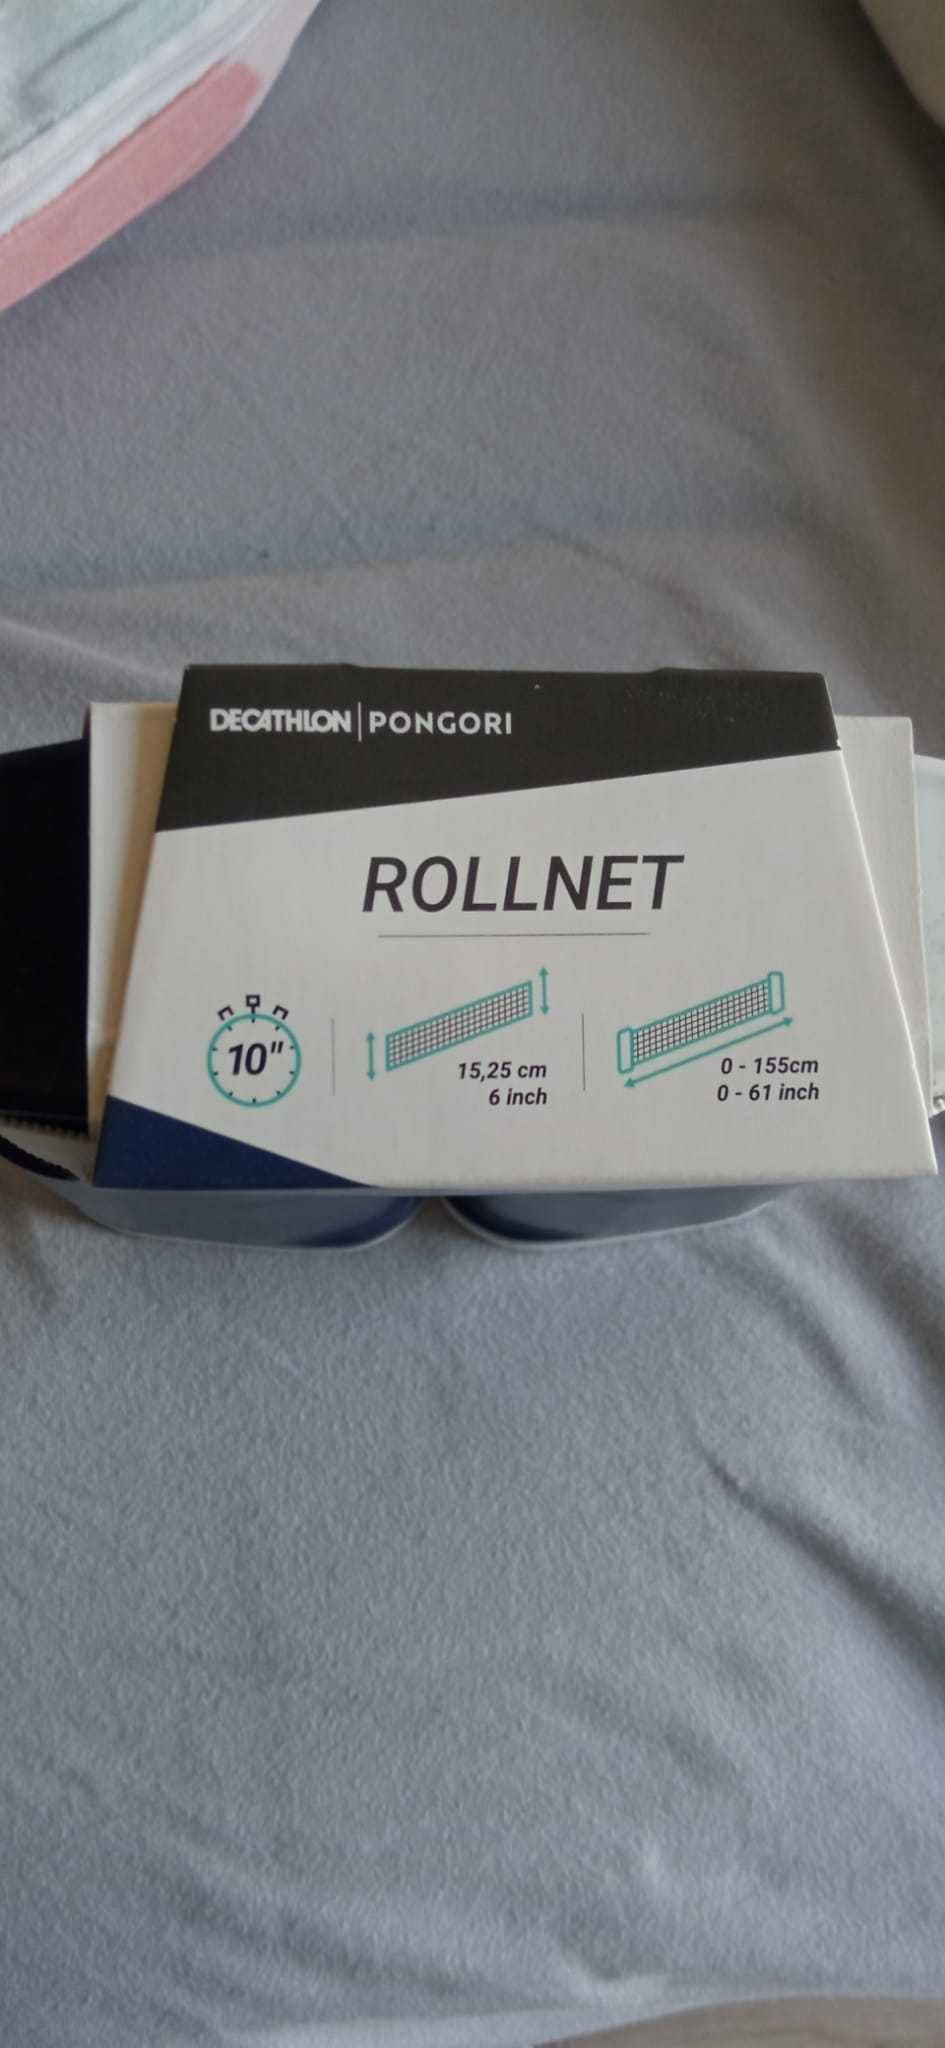 DECATHLON | PONGORI
ROLLNET
10"
15,25 cm
6 inch
0 - 155cm
0 - 61 inch